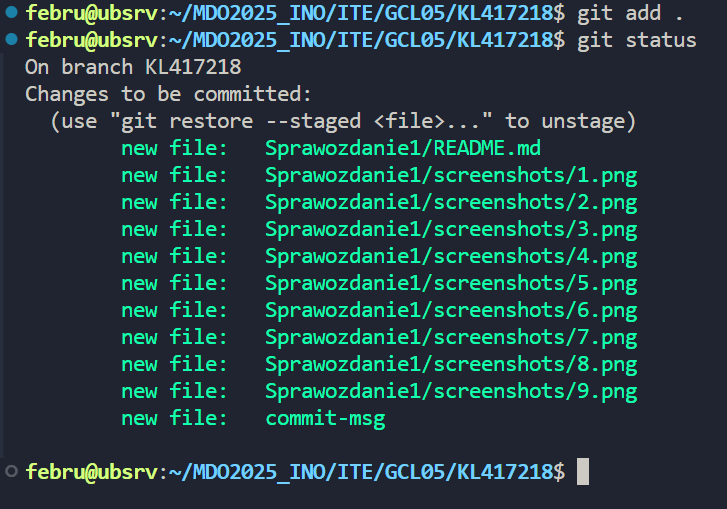 febru@ubsrv:~/MDO2025_INO/ITE/GCL05/KL417218$ git add .
febru@ubsrv:~/MDO2025_INO/ITE/GCL05/KL417218$ git status
On branch KL417218
Changes to be committed:
  (use "git restore --staged <file>..." to unstage)
        new file:   Sprawozdanie1/README.md
        new file:   Sprawozdanie1/screenshots/1.png
        new file:   Sprawozdanie1/screenshots/2.png
        new file:   Sprawozdanie1/screenshots/3.png
        new file:   Sprawozdanie1/screenshots/4.png
        new file:   Sprawozdanie1/screenshots/5.png
        new file:   Sprawozdanie1/screenshots/6.png
        new file:   Sprawozdanie1/screenshots/7.png
        new file:   Sprawozdanie1/screenshots/8.png
        new file:   Sprawozdanie1/screenshots/9.png
        new file:   commit-msg
febru@ubsrv:~/MDO2025_INO/ITE/GCL05/KL417218$